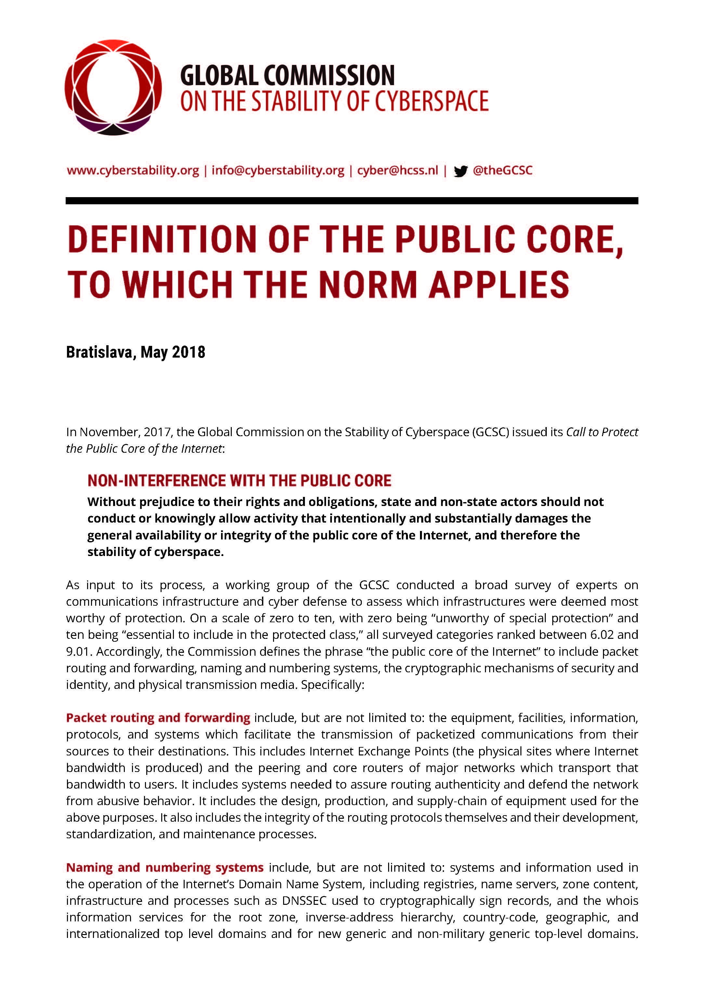 GLOBAL COMMISSION
ON THE STABILITY OF CYBERSPACE
www.cyberstability.org | info@cyberstability.org | cyber@hcss.nl | @theGCSC
DEFINITION OF THE PUBLIC CORE,
TO WHICH THE NORM APPLIES
Bratislava, May 2018
In November, 2017, the Global Commission on the Stability of Cyberspace (GCSC) issued its Call to Protect
the Public Core of the Internet:
NON-INTERFERENCE WITH THE PUBLIC CORE
Without prejudice to their rights and obligations, state and non-state actors should not
conduct or knowingly allow activity that intentionally and substantially damages the
general availability or integrity of the public core of the Internet, and therefore the
stability of cyberspace.
As input to its process, a working group of the GCSC conducted a broad survey of experts on
communications infrastructure and cyber defense to assess which infrastructures were deemed most
worthy of protection. On a scale of zero to ten, with zero being “unworthy of special protection” and
ten being “essential to include in the protected class,” all surveyed categories ranked between 6.02 and
9.01. Accordingly, the Commission defines the phrase “the public core of the Internet” to include packet
routing and forwarding, naming and numbering systems, the cryptographic mechanisms of security and
identity, and physical transmission media. Specifically:
Packet routing and forwarding include, but are not limited to: the equipment, facilities, information,
protocols, and systems which facilitate the transmission of packetized communications from their
sources to their destinations. This includes Internet Exchange Points (the physical sites where Internet
bandwidth is produced) and the peering and core routers of major networks which transport that
bandwidth to users. It includes systems needed to assure routing authenticity and defend the network
from abusive behavior. It includes the design, production, and supply-chain of equipment used for the
above purposes. It also includes the integrity of the routing protocols themselves and their development,
standardization, and maintenance processes.
Naming and numbering systems include, but are not limited to: systems and information used in
the operation of the Internet’s Domain Name System, including registries, name servers, zone content,
infrastructure and processes such as DNSSEC used to cryptographically sign records, and the whois
information services for the root zone, inverse-address hierarchy, country-code, geographic, and
internationalized top level domains and for new generic and non-military generic top-level domains.